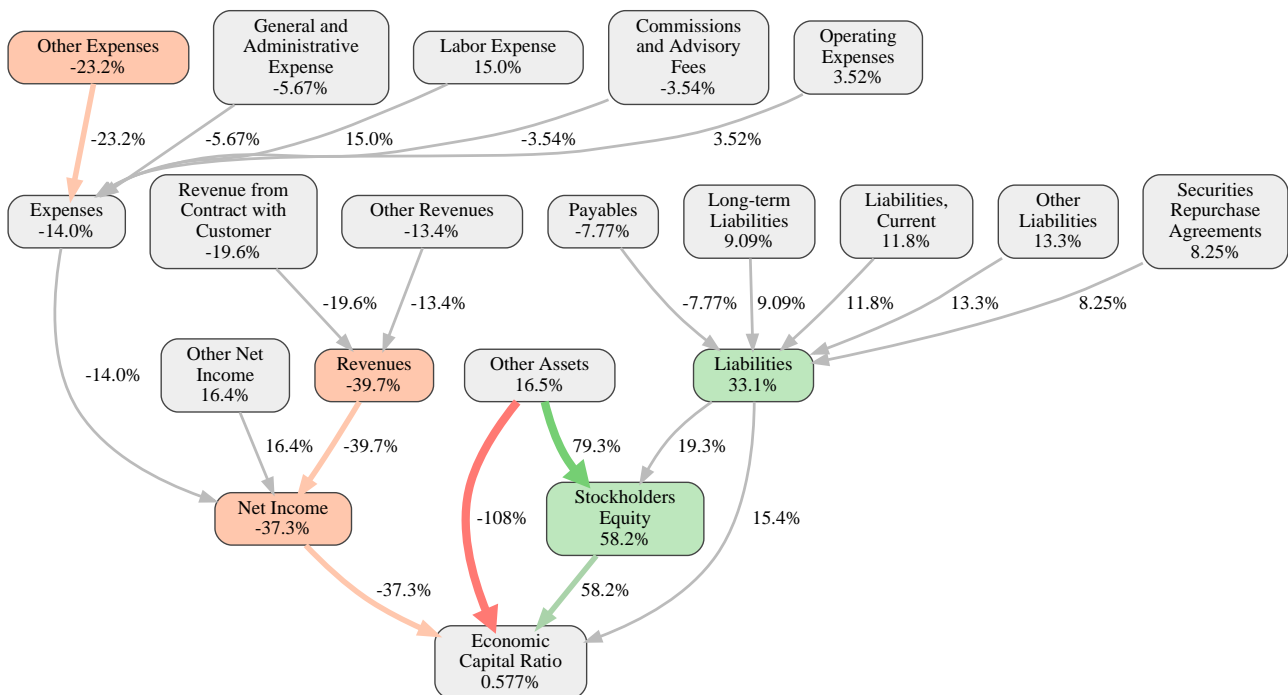 Other Expenses
-23.2%
General and
Administrative
Expense
-5.67%
Labor Expense
15.0%
Commissions
and Advisory
Fees
-3.54%
Operating
Expenses
3.52%
-23.2%
-5.67%
15.0%
-3.54%
3.52%
Expenses
-14.0%
Revenue from
Contract with
Customer
-19.6%
Other Revenues
-13.4%
Payables
-7.77%
Long-term
Liabilities
9.09%
Liabilities,
Current
11.8%
Other
Liabilities
13.3%
Securities
Repurchase
Agreements
8.25%
-19.6%
-13.4%
-7.77%
9.09%
11.8%
13.3%
8.25%
-14.0%
Other Net
Income
16.4%
Revenues
-39.7%
Other Assets
16.5%
Liabilities
33.1%
16.4%
-39.7%
79.3%
19.3%
Net Income
-37.3%
-108%
Stockholders
Equity
58.2%
15.4%
-37.3%
58.2%
Economic
Capital Ratio
0.577%